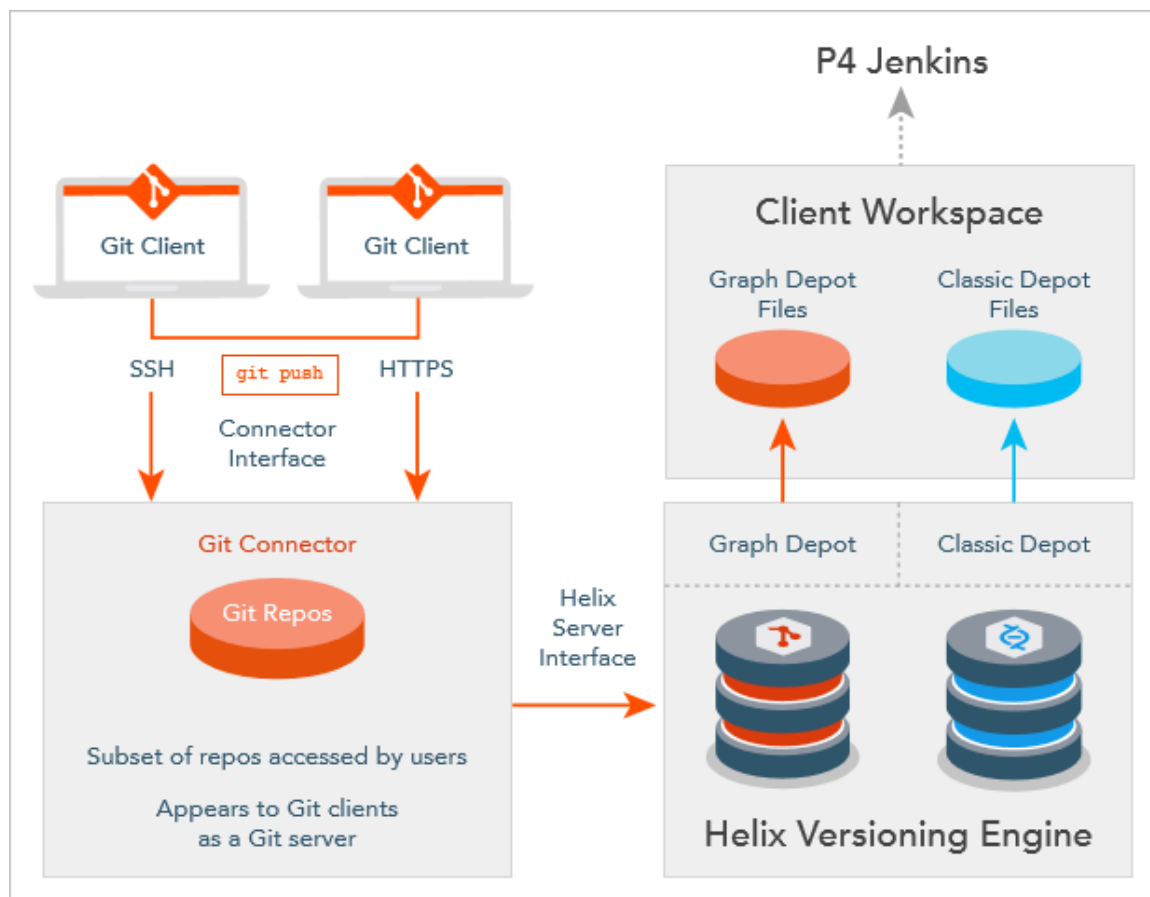 P4 Jenkins
Git Client
Git Client
SSH
git push
HTTPS
Connector
Interface
Git Connector
Git Repos
Subset of repos accessed by users
Appears to Git clients
as a Git server
Helix
Server
Interface
Client Workspace
Graph Depot
Files
Classic Depot
Files
Graph Depot
Classic Depot
Helix Versioning Engine